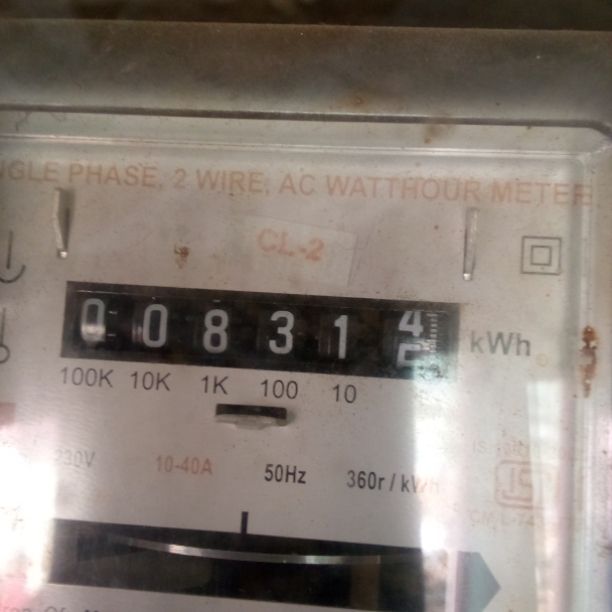 NGLE PHASE, 2 WIRE, AC WATTHOUR METER
CL-2
0 0 8 3 1 4 kWh
100K 10K 1K 100 10
230V 10-40A 50Hz 360r / kWh